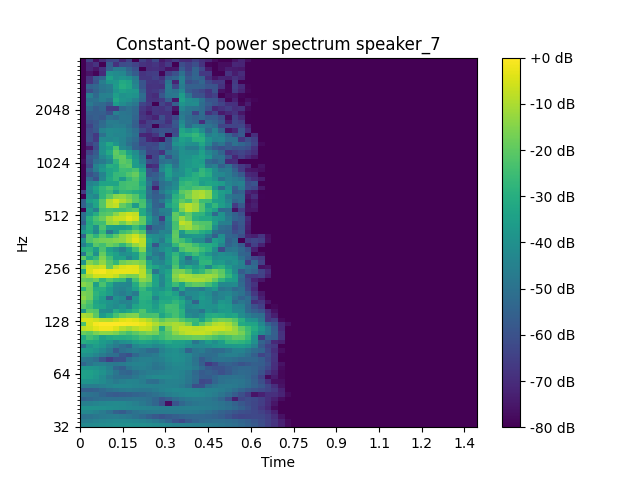 Constant-Q power spectrum speaker_7
Hz
2048
1024
512
256
128
64
32
0 0.15 0.3 0.45 0.6 0.75 0.9 1.1 1.2 1.4
Time
+0 dB
-10 dB
-20 dB
-30 dB
-40 dB
-50 dB
-60 dB
-70 dB
-80 dB